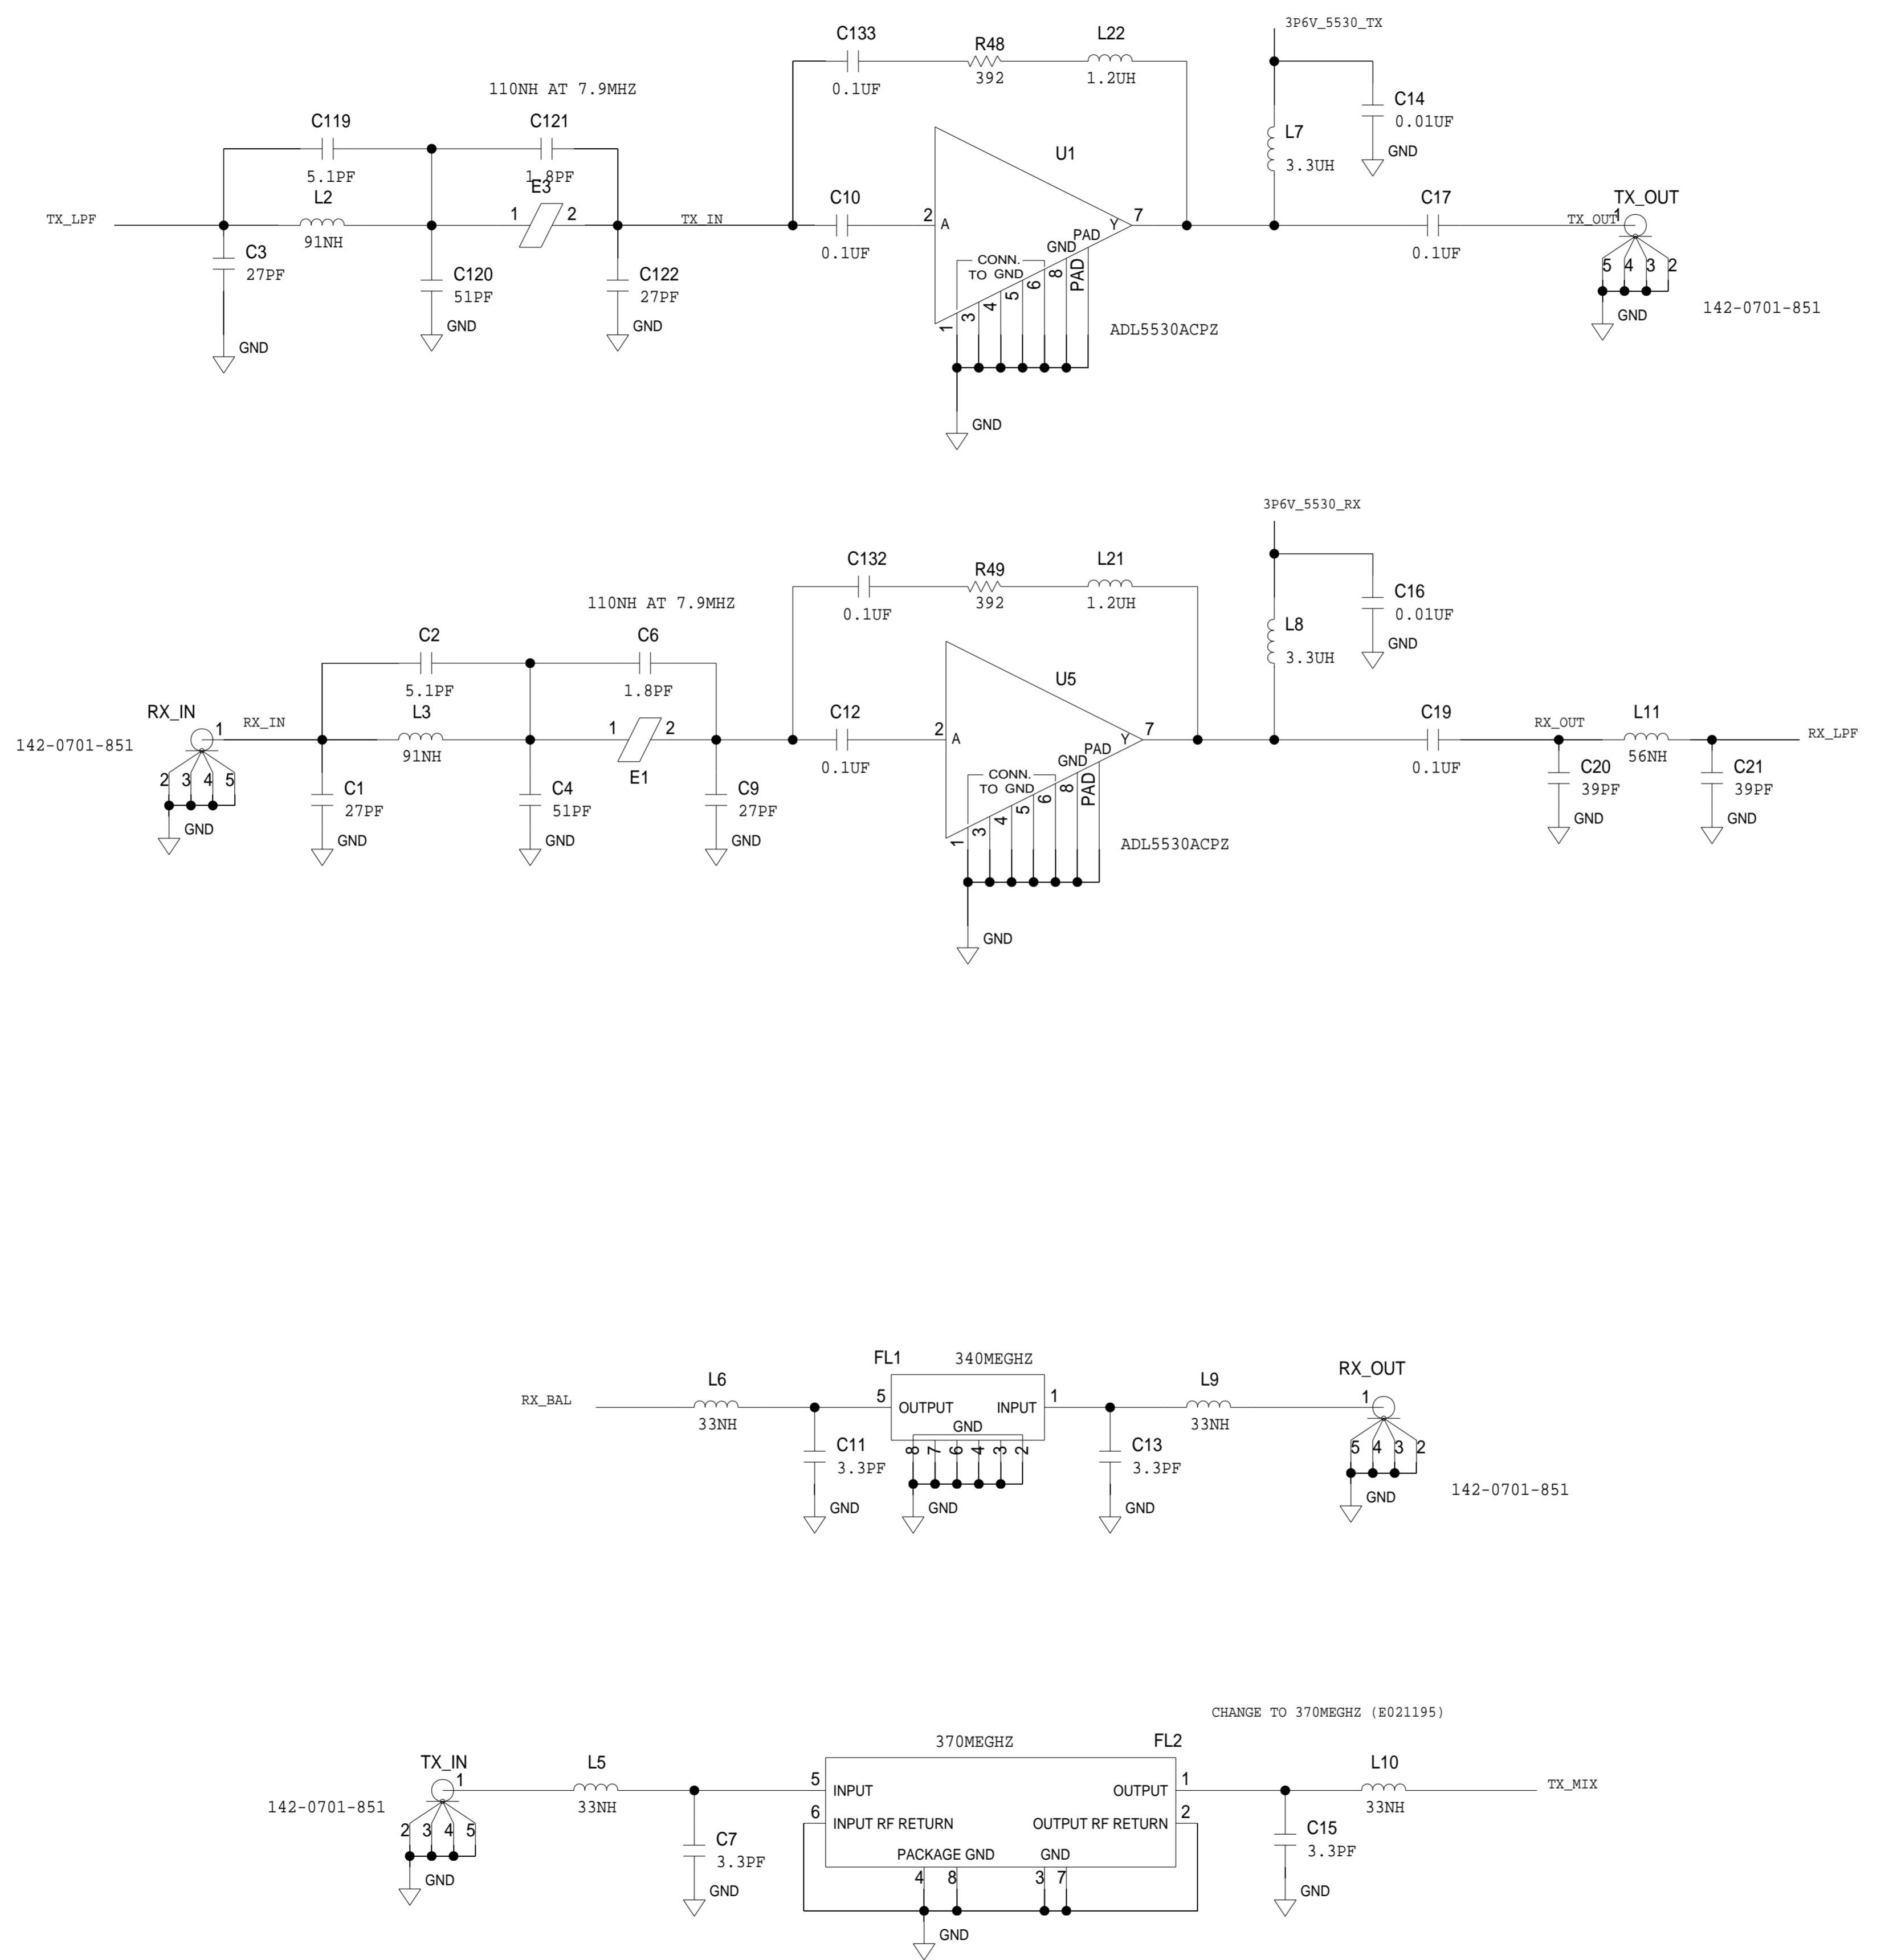 3P6V_5530_TX
C133
R48
L22
0.1UF
392
1.2UH
110NH AT 7.9MHZ
C14
0.01UF
GND
C119
C121
L7
3.3UH
U1
5.1PF
1.8PF
L2
E3
C10
C17
TX_OUT
TX_LPF
1
2
TX_IN
2
A
Y
7
TX_OUT
1
91NH
0.1UF
0.1UF
C3
27PF
C120
51PF
C122
27PF
PAD
GND
CONN.
TO GND
1
3
4
5
6
8
PAD
5
4
3
2
GND
GND
GND
GND
142-0701-851
ADL5530ACPZ
GND
3P6V_5530_RX
C132
R49
L21
0.1UF
392
1.2UH
110NH AT 7.9MHZ
C16
0.01UF
GND
C2
C6
L8
3.3UH
5.1PF
1.8PF
U5
RX_IN
1
RX_IN
L3
1
2
C12
2
A
Y
7
C19
RX_OUT
L11
RX_LPF
142-0701-851
91NH
E1
0.1UF
0.1UF
56NH
2
3
4
5
GND
C1
27PF
GND
C4
51PF
GND
C9
27PF
GND
PAD
GND
CONN.
TO GND
1
3
4
5
6
8
PAD
C20
39PF
GND
C21
39PF
GND
ADL5530ACPZ
GND
FL1
340MEGHZ
RX_OUT
RX_BAL
L6
5
OUTPUT
INPUT
1
L9
1
33NH
GND
33NH
C11
3.3PF
8
7
6
4
3
2
C13
3.3PF
5
4
3
2
GND
GND
GND
GND
142-0701-851
CHANGE TO 370MEGHZ (E021195)
370MEGHZ
FL2
TX_IN
1
L5
5
INPUT
OUTPUT
1
L10
TX_MIX
142-0701-851
33NH
6
INPUT RF RETURN
OUTPUT RF RETURN
2
33NH
2
3
4
5
GND
C7
3.3PF
GND
PACKAGE GND
GND
4
8
3
7
C15
3.3PF
GND
GND